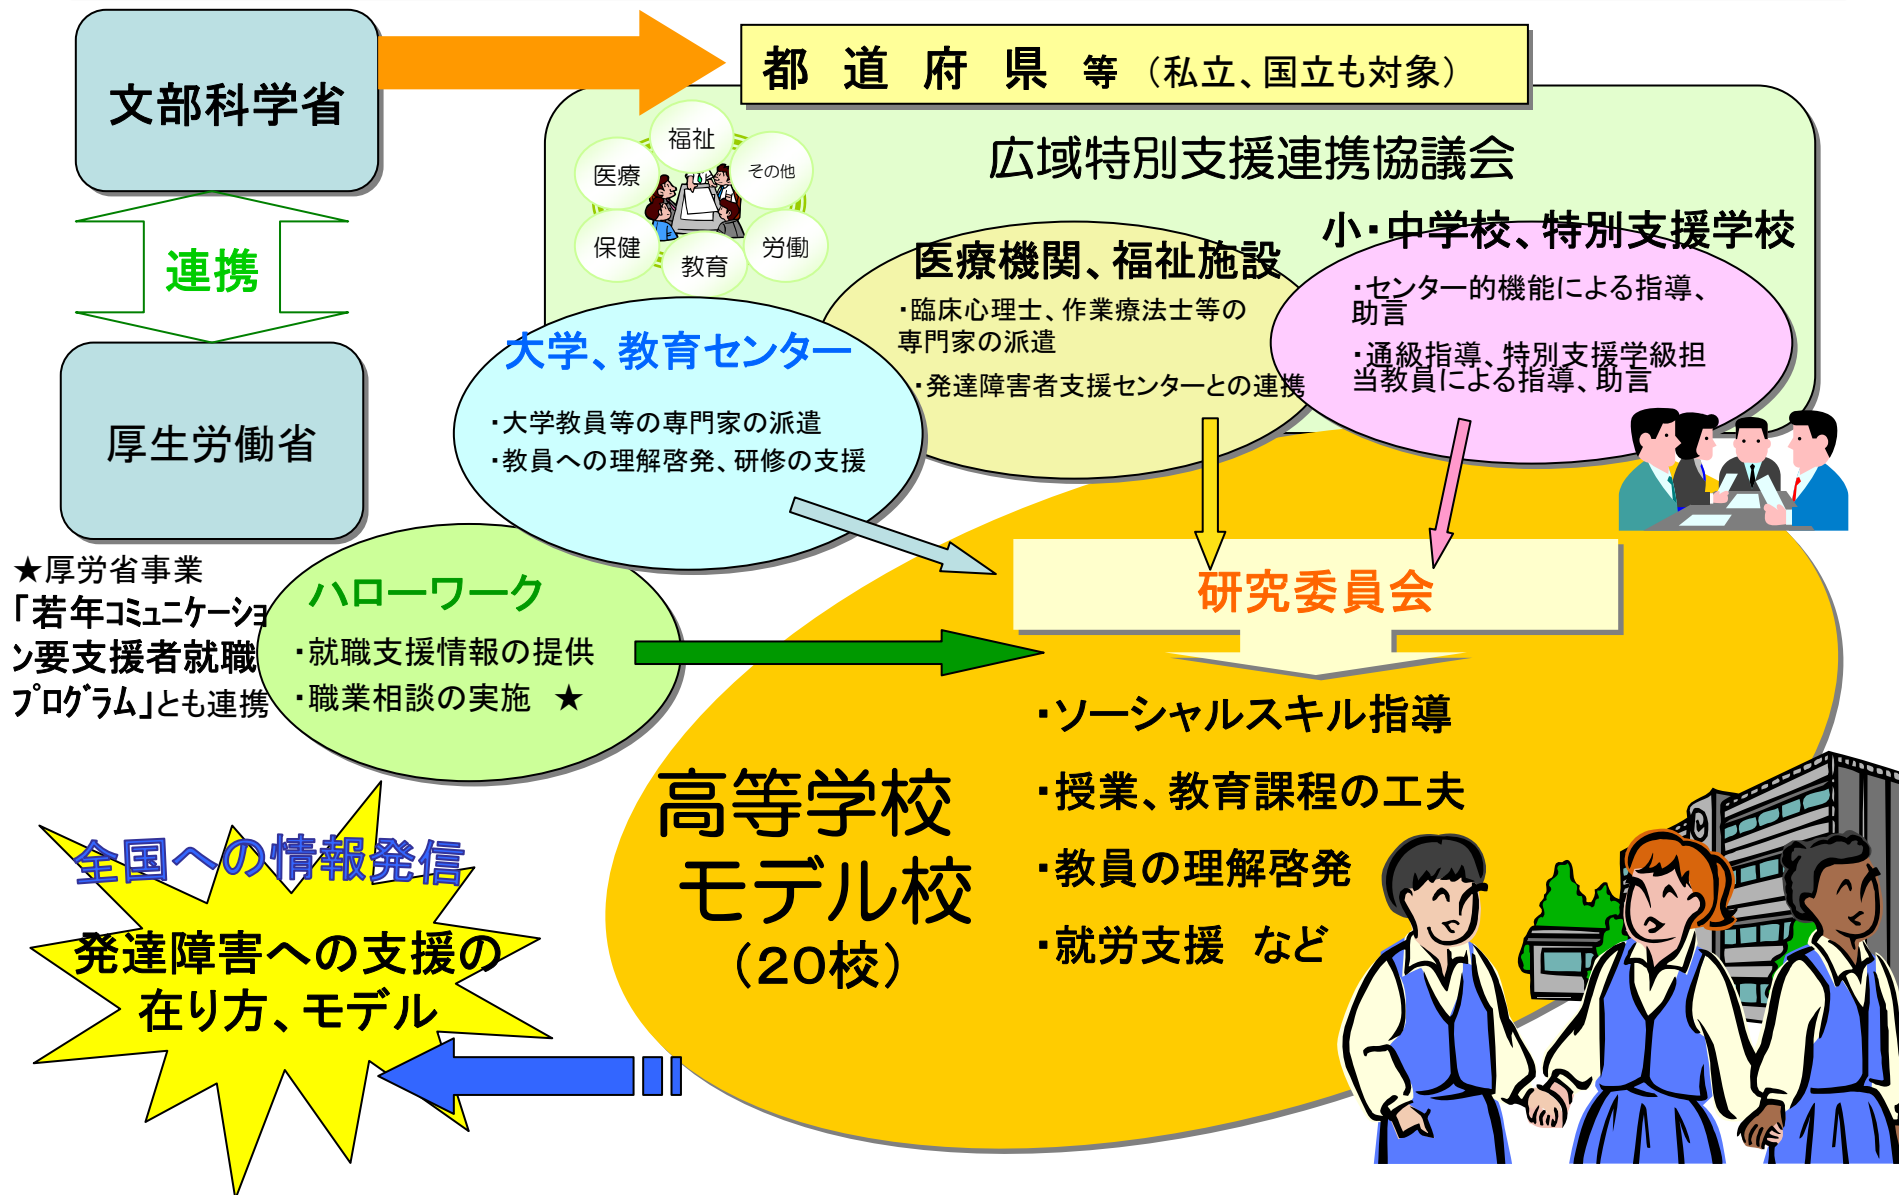 文部科学省
都道府県等（私立、国立も対象）
広域特別支援連携協議会
福祉
医療
その他
保健
労働
教育
連携
厚生労働省
小・中学校、特別支援学校
・センター的機能による指導、
助言
・通級指導、特別支援学級担
当教員による指導、助言
医療機関、福祉施設
・臨床心理士、作業療法士等の
専門家の派遣
・発達障害者支援センターとの連携
大学、教育センター
・大学教員等の専門家の派遣
・教員への理解啓発、研修の支援
★厚労省事業
「若年コミュニケーショ
ン要支援者就職
プログラム」とも連携
ハローワーク
・就職支援情報の提供
・職業相談の実施　★
研究委員会
・ソーシャルスキル指導
・授業、教育課程の工夫
・教員の理解啓発
・就労支援　など
高等学校
モデル校
（20校）
全国への情報発信
発達障害への支援の
在り方、モデル